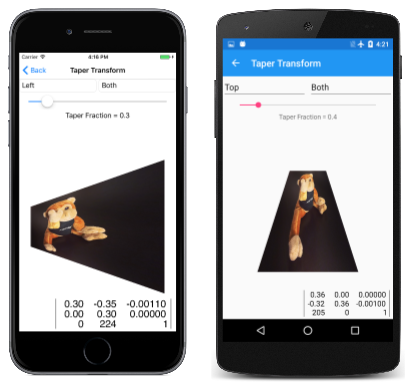 Carrier 4:16 PM
Back Taper Transform
Left Both
Taper Fraction = 0.3
0.30 -0.35 -0.00110
0.00 0.30 0.00000
0 224 1
4:21
Taper Transform
Top Both
Taper Fraction = 0.4
0.36 0.00 0.00000
-0.32 0.36 -0.00100
205 0 1